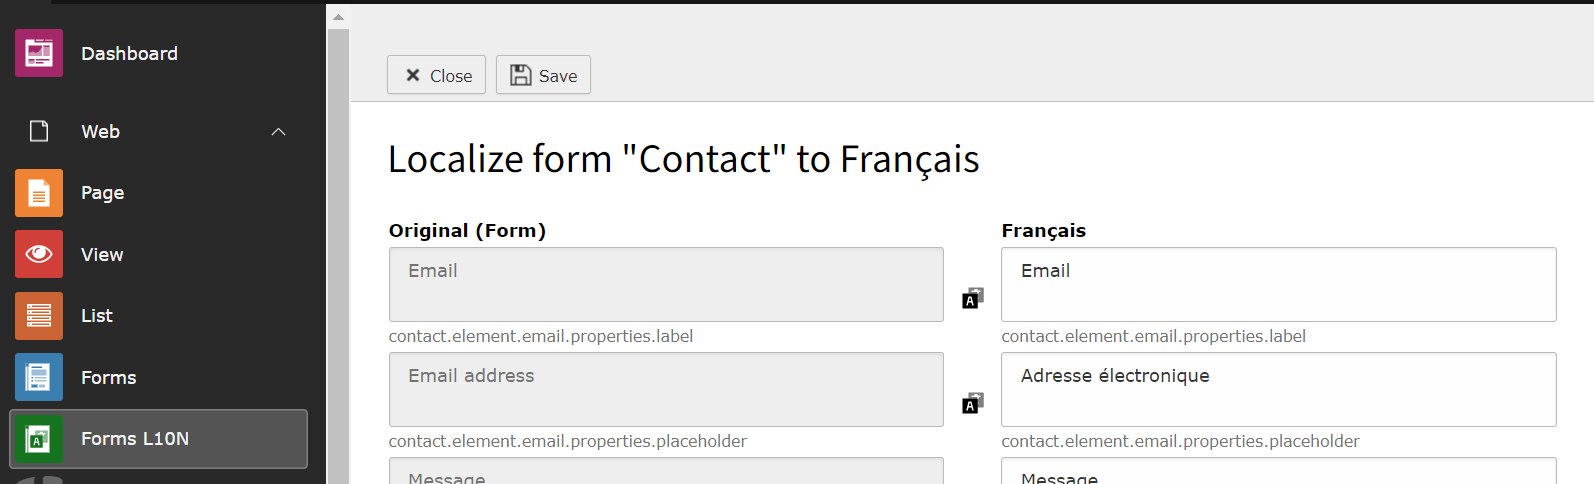 Dashboard
Web
Page
View
List
Forms
Forms L10N
Close
Save
Localize form "Contact" to Français
Original (Form)
Français
Email
A
Email
contact.element.email.properties.label
contact.element.email.properties.label
Email address
A
Adresse électronique
contact.element.email.properties.placeholder
contact.element.email.properties.placeholder
Message
Message